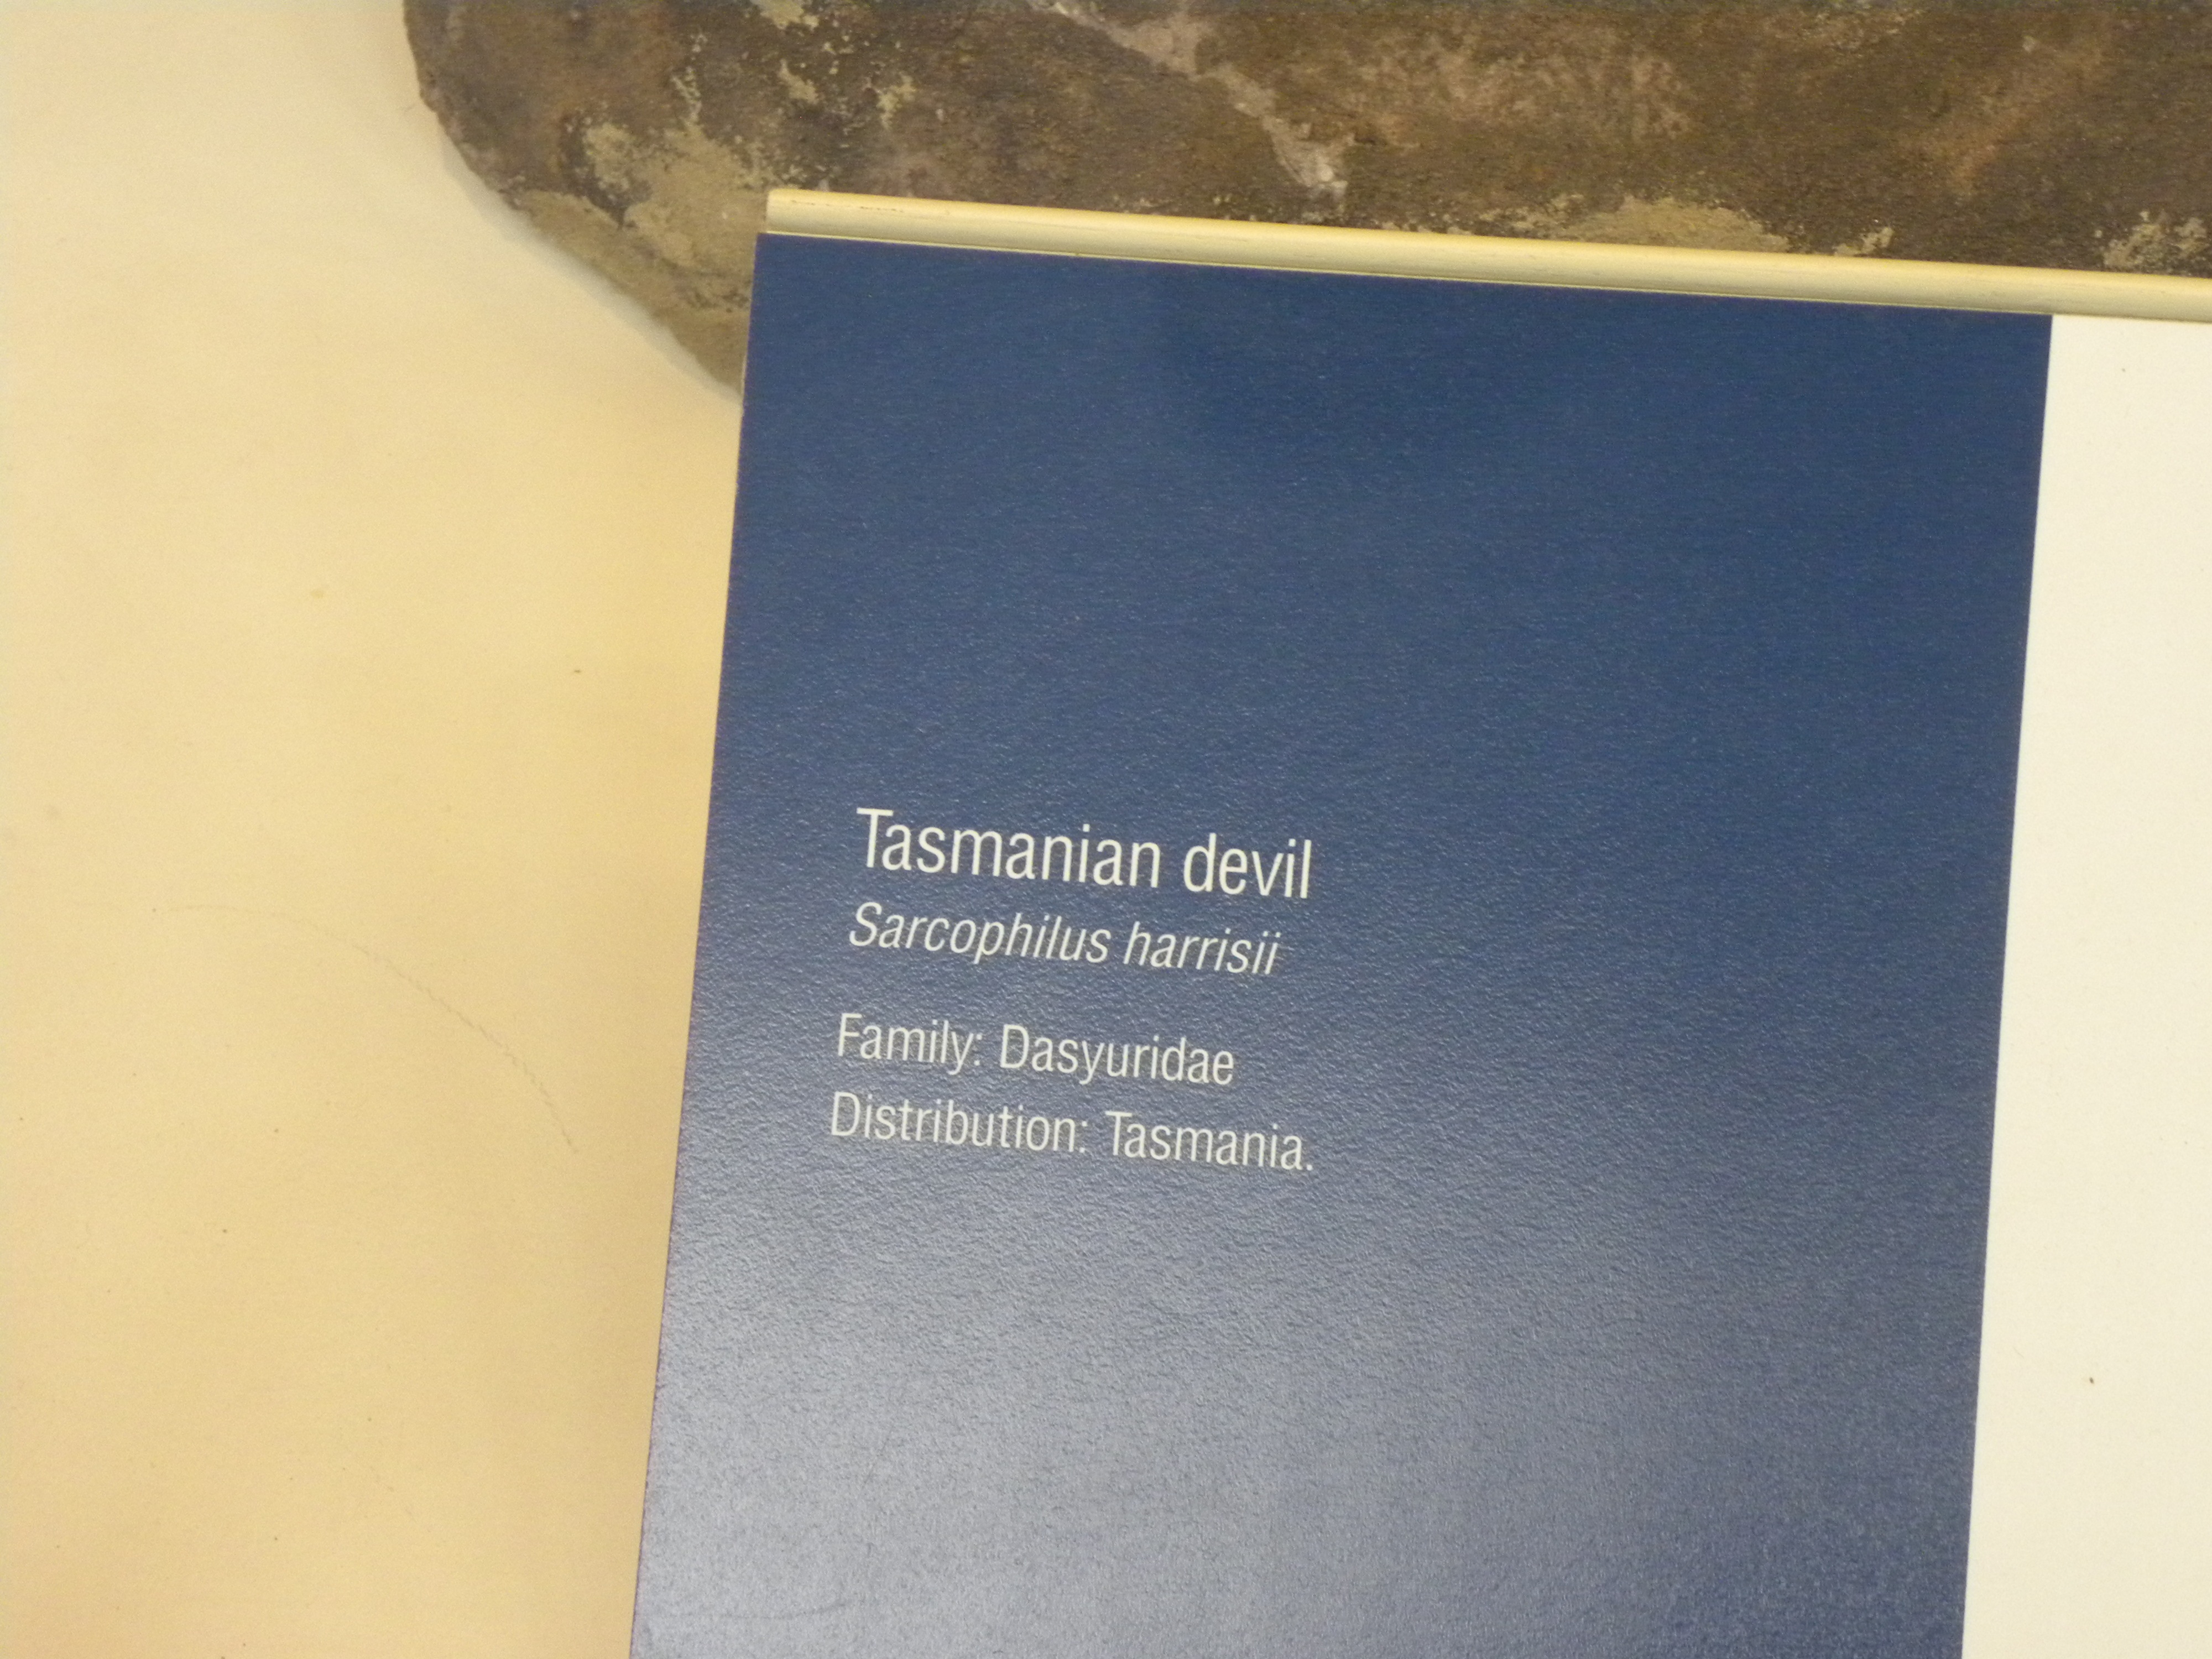 Tasmanian devil
Sarcophilus harrisii
Family: Dasyuridae
Distribution: Tasmania.